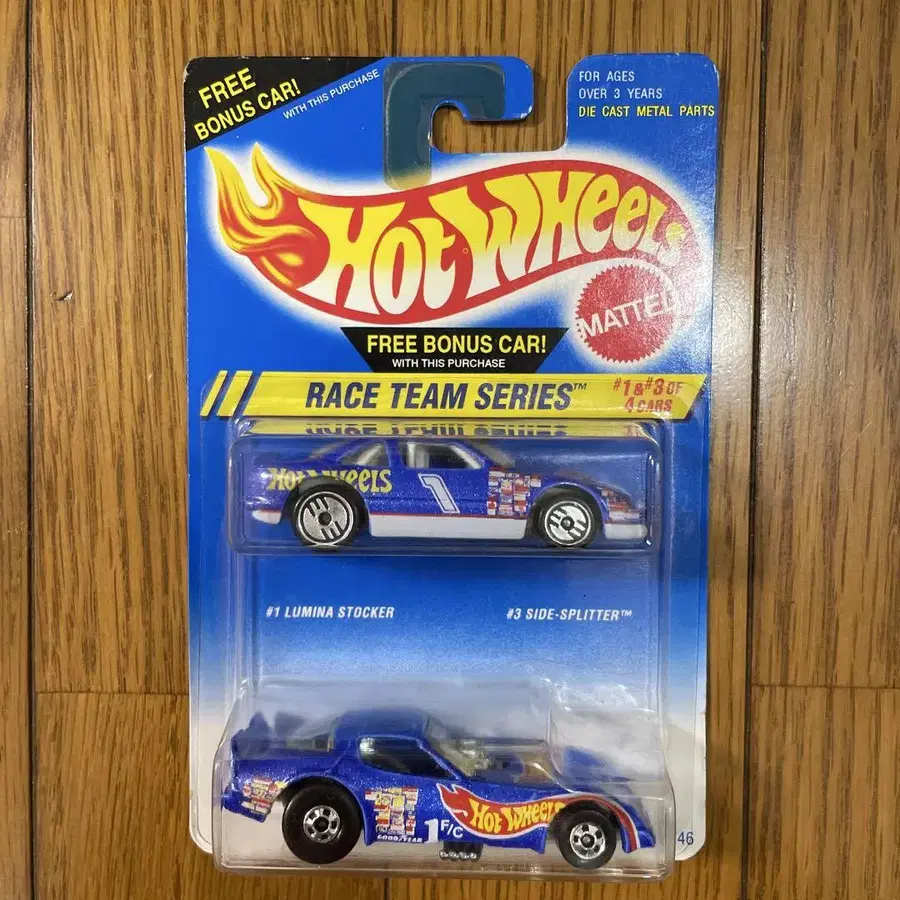 FREE
BONUS CAR!
WITH THIS PURCHASE
FOR AGES
OVER 3 YEARS
DIE CAST METAL PARTS
HOT WHEELS
MATTEL
FREE BONUS CAR!
WITH THIS PURCHASE
RACE TEAM SERIES™
#1 & #3 OF
4 CARS
HOT WHEELS
1
#1 LUMINA STOCKER
#3 SIDE-SPLITTER™
HOT WHEELS
1 F/C
GOODYEAR
46